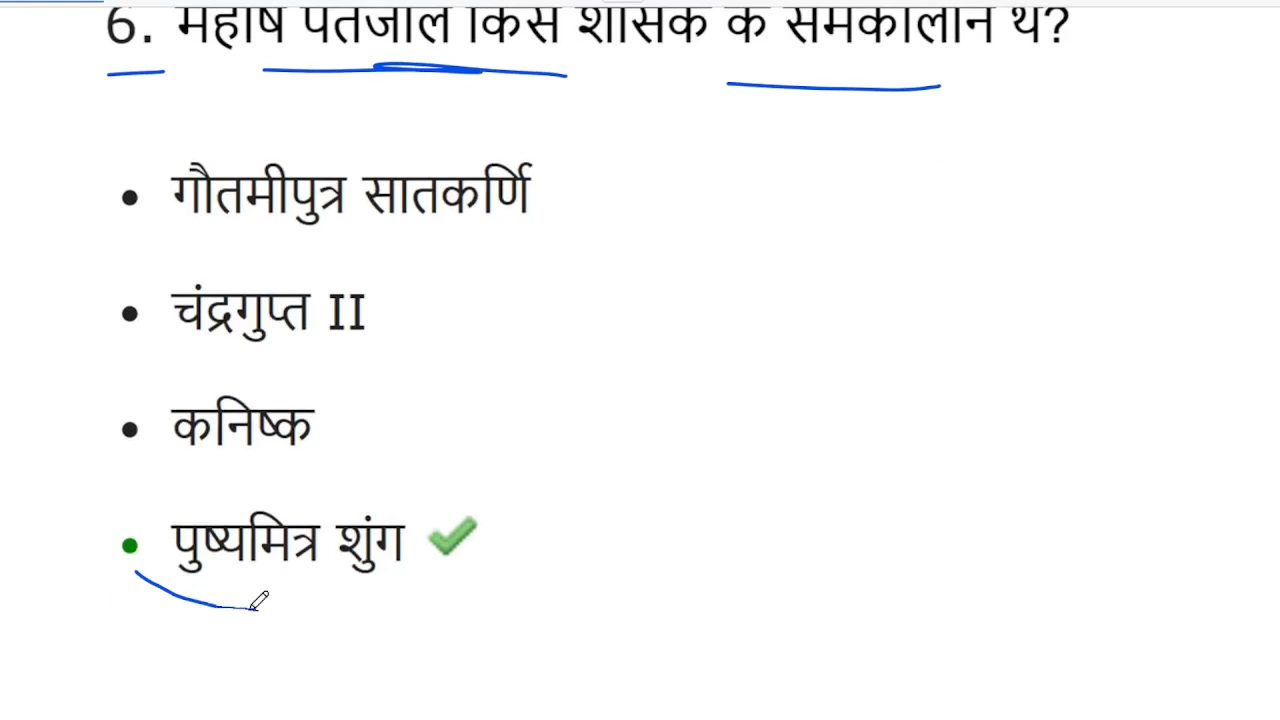 6. महर्षि पतंजलि किस शासक के समकालीन थे?
• गौतमीपुत्र सातकर्णि
• चंद्रगुप्त II
• कनिष्क
• पुष्यमित्र शुंग